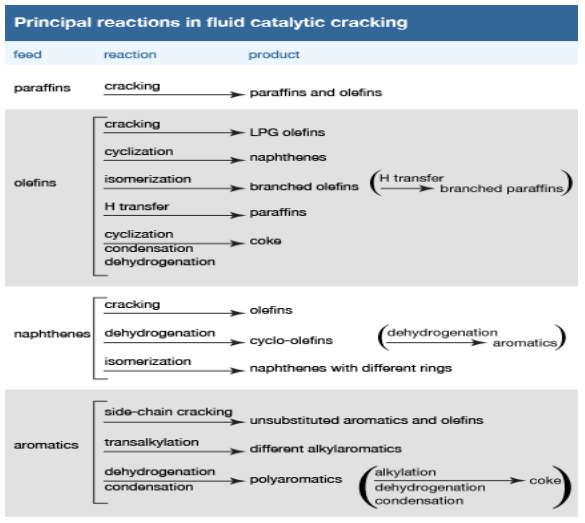 Principal reactions in fluid catalytic cracking
feed reaction product
paraffins cracking paraffins and olefins
olefins
cracking LPG olefins
cyclization naphthenes
isomerization branched olefins (H transfer branched paraffins)
H transfer paraffins
cyclization coke
condensation
dehydrogenation
naphthenes
cracking olefins
dehydrogenation cyclo-olefins (dehydrogenation aromatics)
isomerization naphthenes with different rings
aromatics
side-chain cracking unsubstituted aromatics and olefins
transalkylation different alkylaromatics
dehydrogenation polyaromatics (alkylation coke)
condensation dehydrogenation
condensation